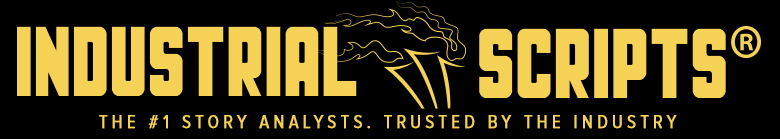 INDUSTRIAL SCRIPTS®
THE #1 STORY ANALYSTS. TRUSTED BY THE INDUSTRY